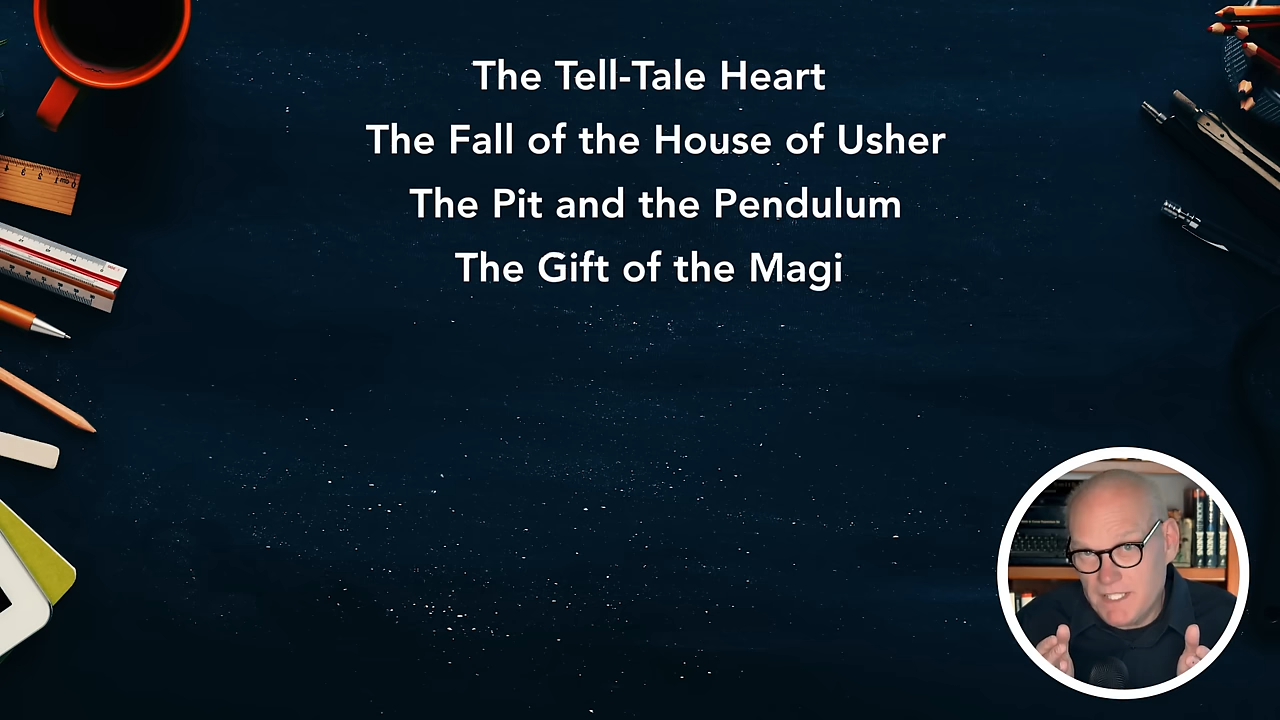 The Tell-Tale Heart
The Fall of the House of Usher
The Pit and the Pendulum
The Gift of the Magi